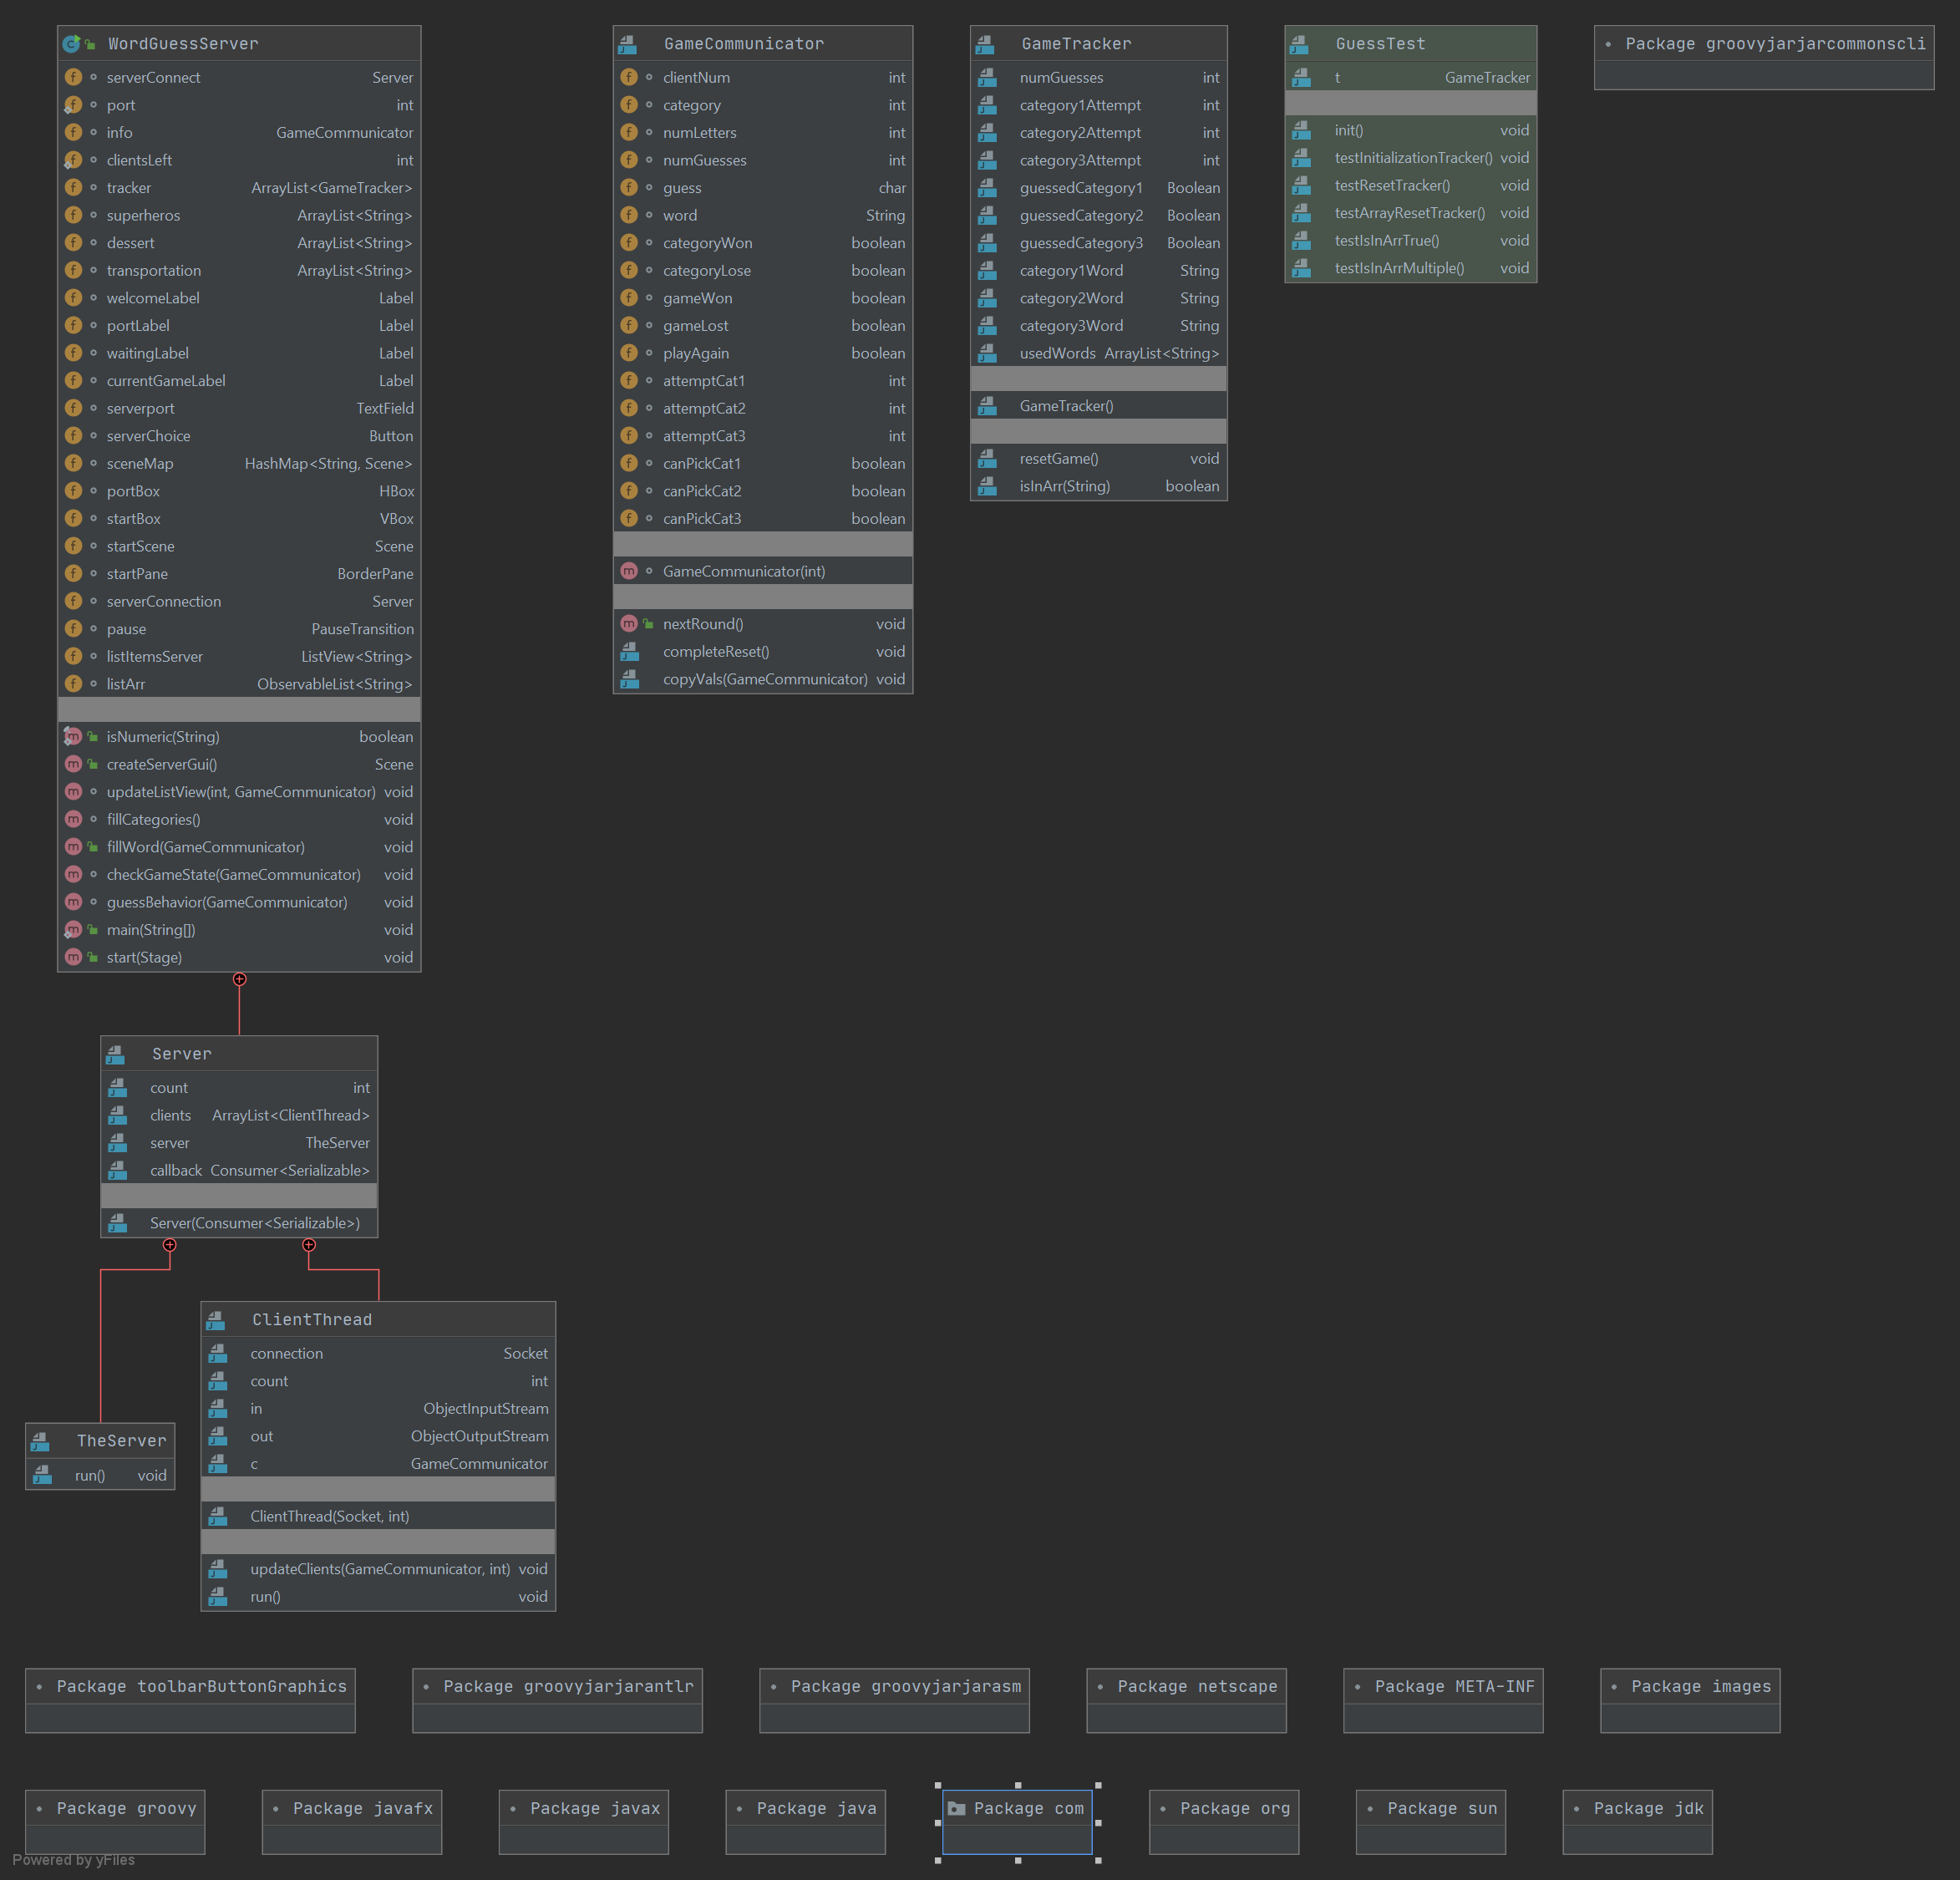 WordGuessServer
serverConnect Server
port int
info GameCommunicator
clientsLeft int
tracker ArrayList<GameTracker>
superheros ArrayList<String>
dessert ArrayList<String>
transportation ArrayList<String>
welcomeLabel Label
portLabel Label
waitingLabel Label
currentGameLabel Label
serverport TextField
serverChoice Button
sceneMap HashMap<String, Scene>
portBox HBox
startBox VBox
startScene Scene
startPane BorderPane
serverConnection Server
pause PauseTransition
listItemsServer ListView<String>
listArr ObservableList<String>
isNumeric(String) boolean
createServerGui() Scene
updateListView(int, GameCommunicator) void
fillCategories() void
fillWord(GameCommunicator) void
checkGameState(GameCommunicator) void
guessBehavior(GameCommunicator) void
main(String[]) void
start(Stage) void
GameCommunicator
clientNum int
category int
numLetters int
numGuesses int
guess char
word String
categoryWon boolean
categoryLose boolean
gameWon boolean
gameLost boolean
playAgain boolean
attemptCat1 int
attemptCat2 int
attemptCat3 int
canPickCat1 boolean
canPickCat2 boolean
canPickCat3 boolean
GameCommunicator(int)
nextRound() void
completeReset() void
copyVals(GameCommunicator) void
GameTracker
numGuesses int
category1Attempt int
category2Attempt int
category3Attempt int
guessedCategory1 Boolean
guessedCategory2 Boolean
guessedCategory3 Boolean
category1Word String
category2Word String
category3Word String
usedWords ArrayList<String>
GameTracker()
resetGame() void
isInArr(String) boolean
GuessTest
t GameTracker
init() void
testInitializationTracker() void
testResetTracker() void
testArrayResetTracker() void
testIsInArrTrue() void
testIsInArrMultiple() void
Package groovyjarjarcommonscli
Server
count int
clients ArrayList<ClientThread>
server TheServer
callback Consumer<Serializable>
Server(Consumer<Serializable>)
ClientThread
connection Socket
count int
in ObjectInputStream
out ObjectOutputStream
c GameCommunicator
ClientThread(Socket, int)
updateClients(GameCommunicator, int) void
run() void
TheServer
run() void
Package toolbarButtonGraphics
Package groovyjarjarantlr
Package groovyjarjarasm
Package netscape
Package META-INF
Package images
Package groovy
Package javafx
Package javax
Package java
Package com
Package org
Package sun
Package jdk
Powered by yFiles